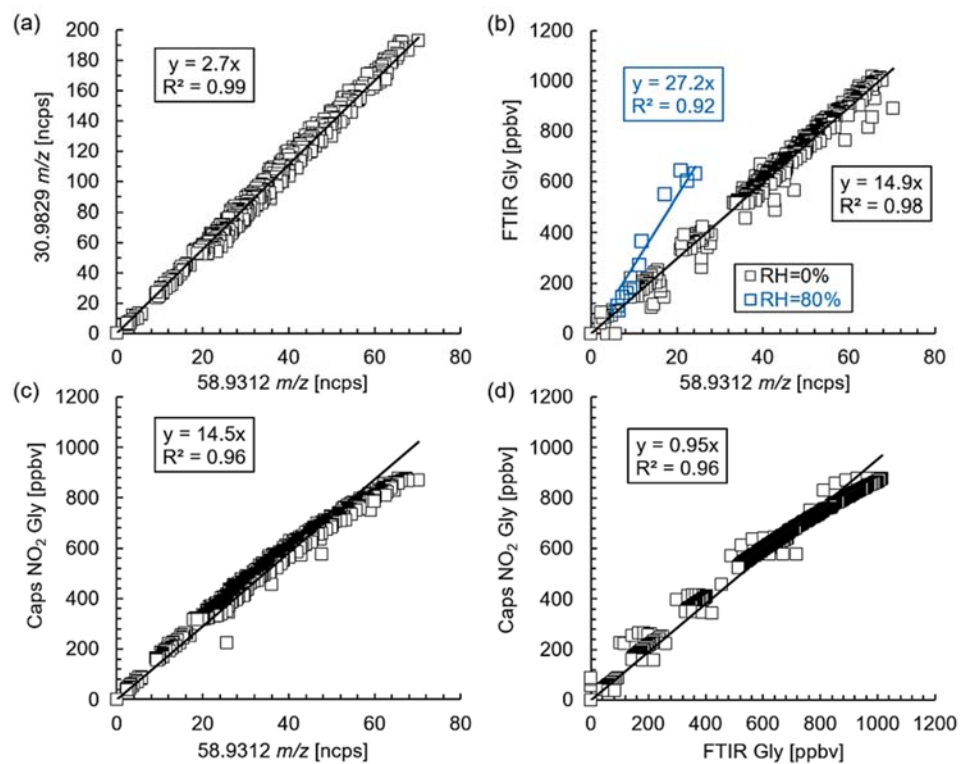 (a)
y = 2.7x
R² = 0.99
30.9829 m/z [ncps]
200
180
160
140
120
100
80
60
40
20
0
0 20 40 60 80
58.9312 m/z [ncps]
(b)
y = 27.2x
R² = 0.92
y = 14.9x
R² = 0.98
RH=0%
RH=80%
FTIR Gly [ppbv]
1200
1000
800
600
400
200
0
0 20 40 60 80
58.9312 m/z [ncps]
(c)
y = 14.5x
R² = 0.96
Caps NO₂ Gly [ppbv]
1200
1000
800
600
400
200
0
0 20 40 60 80
58.9312 m/z [ncps]
(d)
y = 0.95x
R² = 0.96
Caps NO₂ Gly [ppbv]
1200
1000
800
600
400
200
0
0 200 400 600 800 1000 1200
FTIR Gly [ppbv]